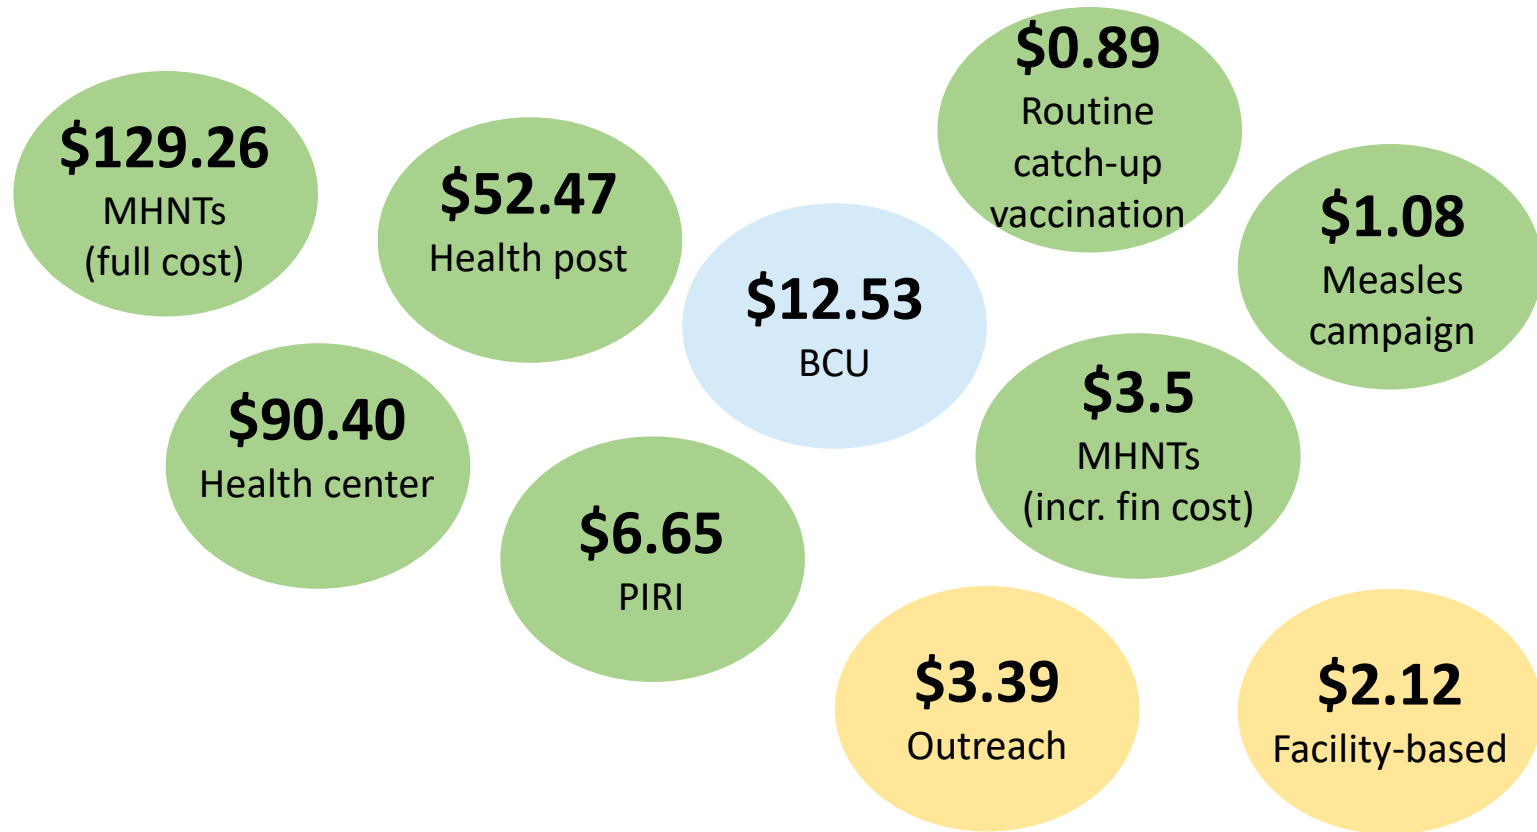 $129.26
MHNTs
(full cost)
$52.47
Health post
$0.89
Routine
catch-up
vaccination
$1.08
Measles
campaign
$12.53
BCU
$90.40
Health center
$3.5
MHNTs
(incr. fin cost)
$6.65
PIRI
$3.39
Outreach
$2.12
Facility-based